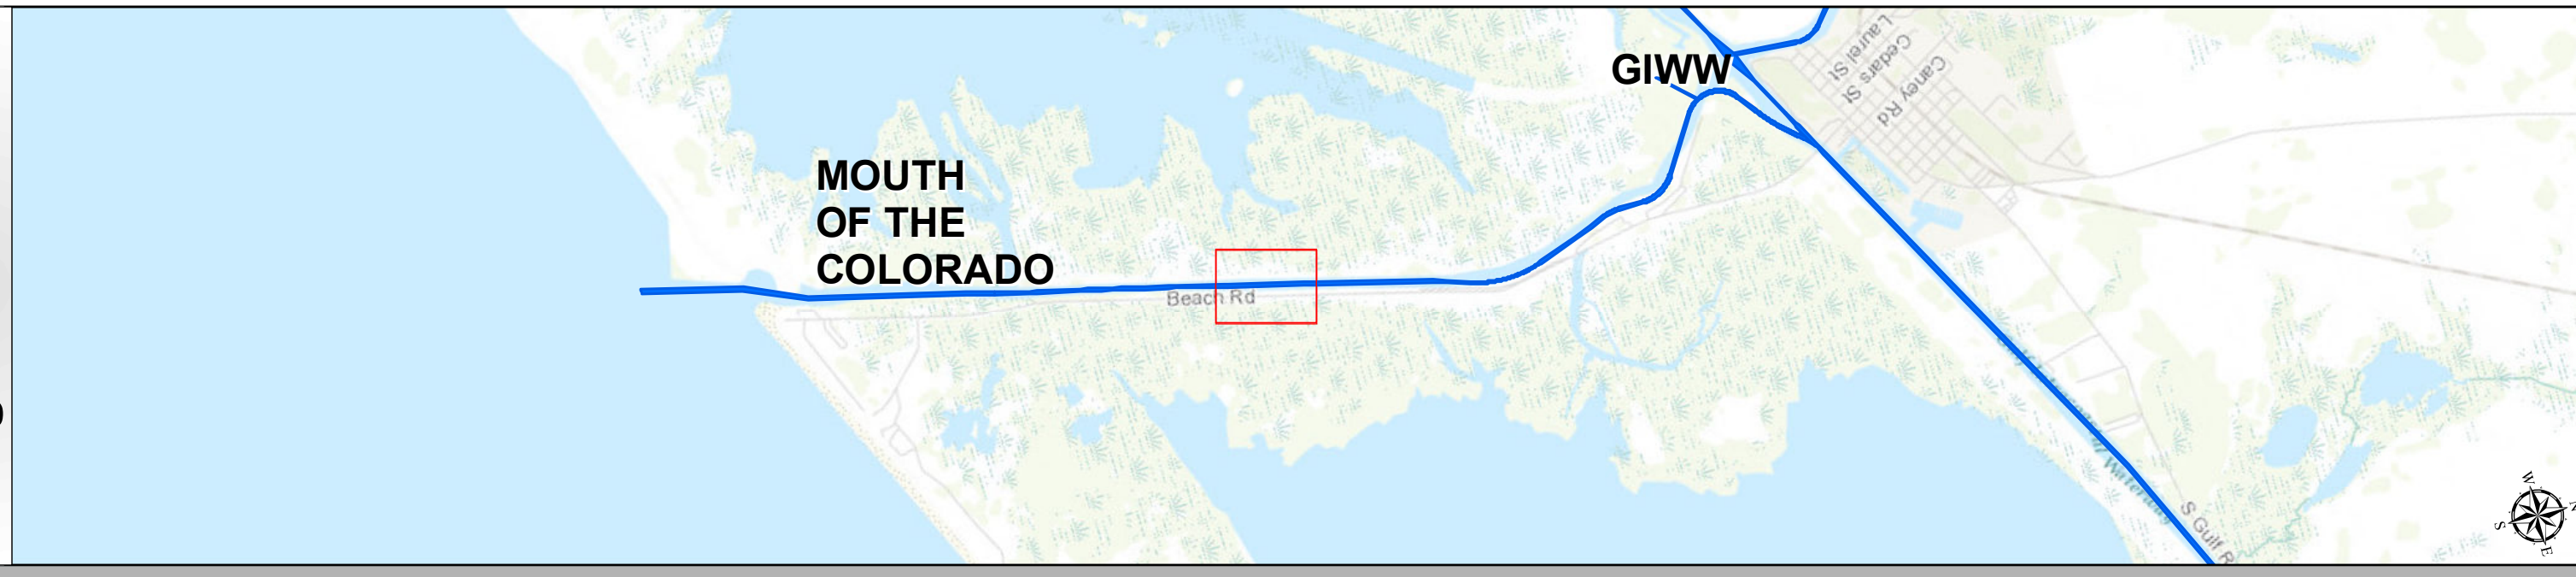 GIWW
Laurel St
Cedars St
Caney Rd
MOUTH
OF THE
COLORADO
Beach Rd
S Gulf R
W
S
E